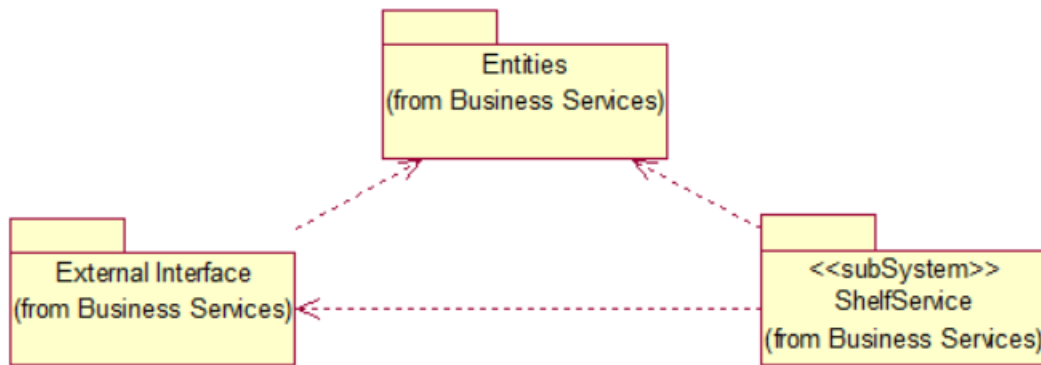 Entities
(from Business Services)
External Interface
(from Business Services)
<<subSystem>>
ShelfService
(from Business Services)